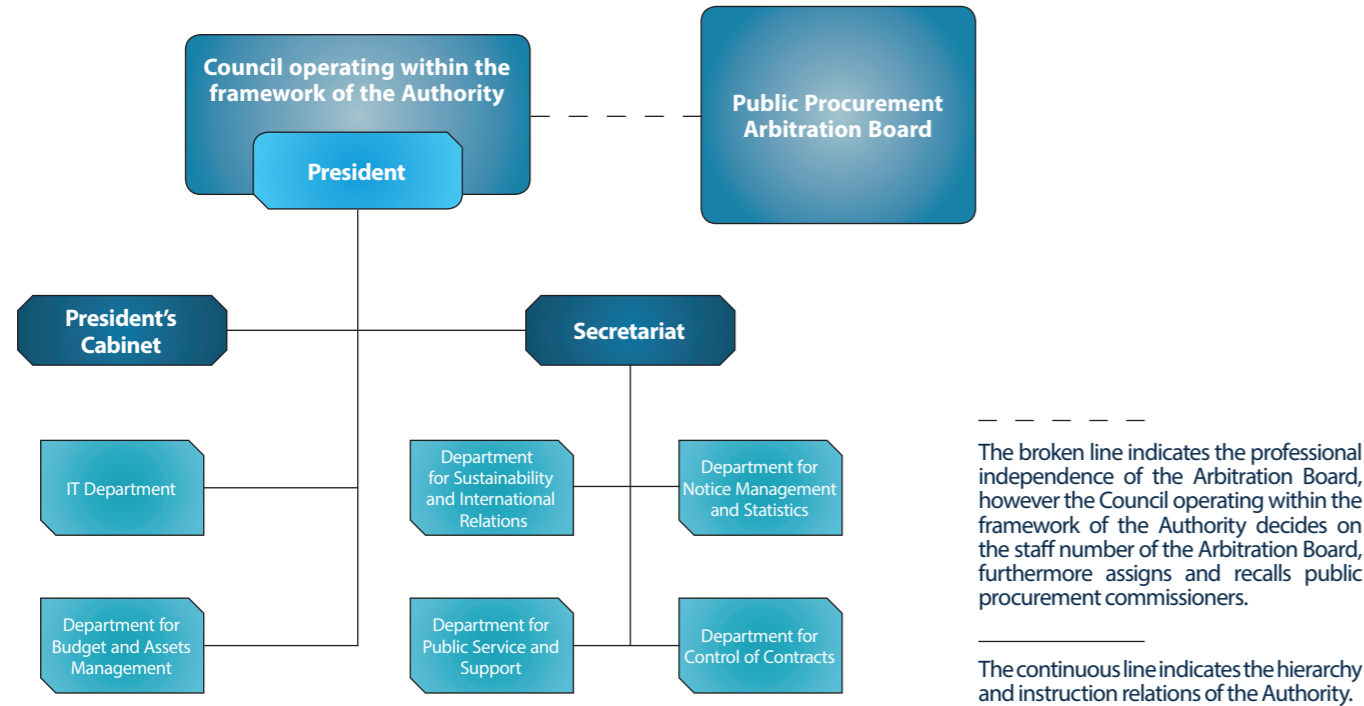 Council operating within the
framework of the Authority
President
Public Procurement
Arbitration Board
President's
Cabinet
Secretariat
IT Department
Department
for Sustainability
and International
Relations
Department for
Notice Management
and Statistics
Department for
Budget and Assets
Management
Department for
Public Service and
Support
Department for
Control of Contracts
The broken line indicates the professional
independence of the Arbitration Board,
however the Council operating within the
framework of the Authority decides on
the staff number of the Arbitration Board,
furthermore assigns and recalls public
procurement commissioners.
The continuous line indicates the hierarchy
and instruction relations of the Authority.